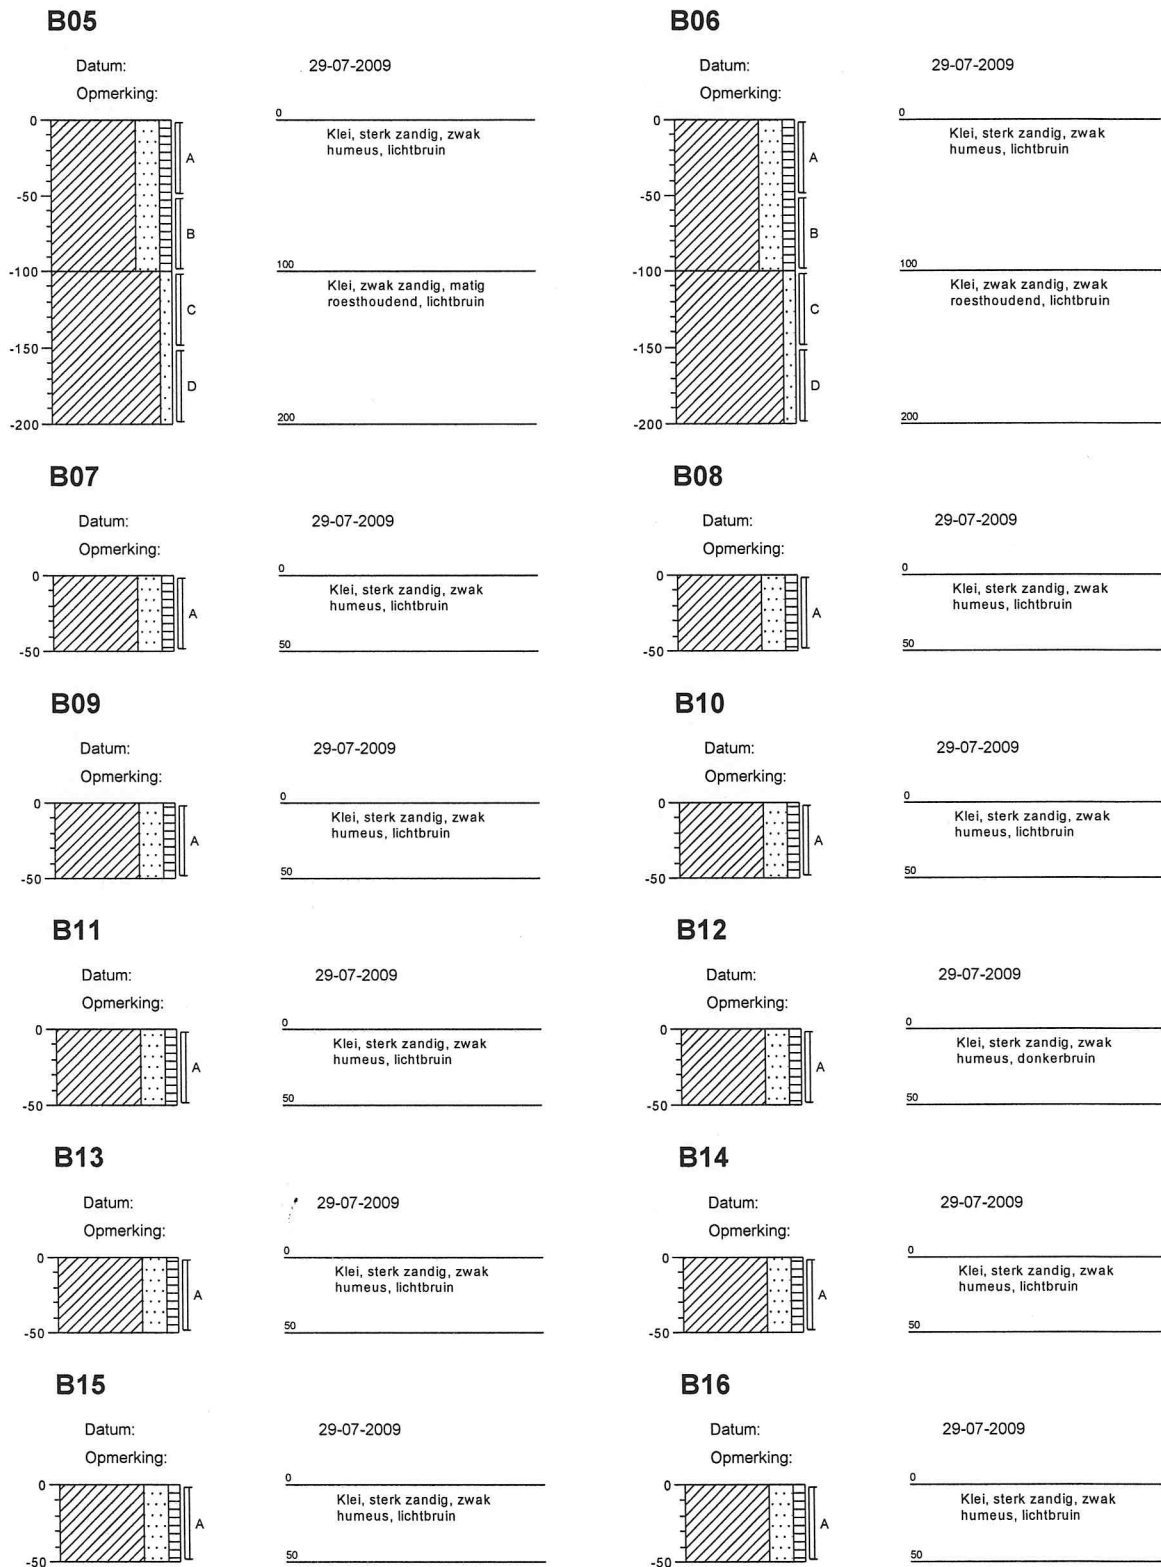 B05
Datum: 29-07-2009
Opmerking:
0
0
Klei, sterk zandig, zwak
humeus, lichtbruin
A
-50
B
-100
100
Klei, zwak zandig, matig
roesthoudend, lichtbruin
C
-150
D
-200
200
B06
Datum: 29-07-2009
Opmerking:
0
0
Klei, sterk zandig, zwak
humeus, lichtbruin
A
-50
B
-100
100
Klei, zwak zandig, zwak
roesthoudend, lichtbruin
C
-150
D
-200
200
B07
Datum: 29-07-2009
Opmerking:
0
0
Klei, sterk zandig, zwak
humeus, lichtbruin
A
-50
50
B08
Datum: 29-07-2009
Opmerking:
0
0
Klei, sterk zandig, zwak
humeus, lichtbruin
A
-50
50
B09
Datum: 29-07-2009
Opmerking:
0
0
Klei, sterk zandig, zwak
humeus, lichtbruin
A
-50
50
B10
Datum: 29-07-2009
Opmerking:
0
0
Klei, sterk zandig, zwak
humeus, lichtbruin
A
-50
50
B11
Datum: 29-07-2009
Opmerking:
0
0
Klei, sterk zandig, zwak
humeus, lichtbruin
A
-50
50
B12
Datum: 29-07-2009
Opmerking:
0
0
Klei, sterk zandig, zwak
humeus, donkerbruin
A
-50
50
B13
Datum: 29-07-2009
Opmerking:
0
0
Klei, sterk zandig, zwak
humeus, lichtbruin
A
-50
50
B14
Datum: 29-07-2009
Opmerking:
0
0
Klei, sterk zandig, zwak
humeus, lichtbruin
A
-50
50
B15
Datum: 29-07-2009
Opmerking:
0
0
Klei, sterk zandig, zwak
humeus, lichtbruin
A
-50
50
B16
Datum: 29-07-2009
Opmerking:
0
0
Klei, sterk zandig, zwak
humeus, lichtbruin
A
-50
50